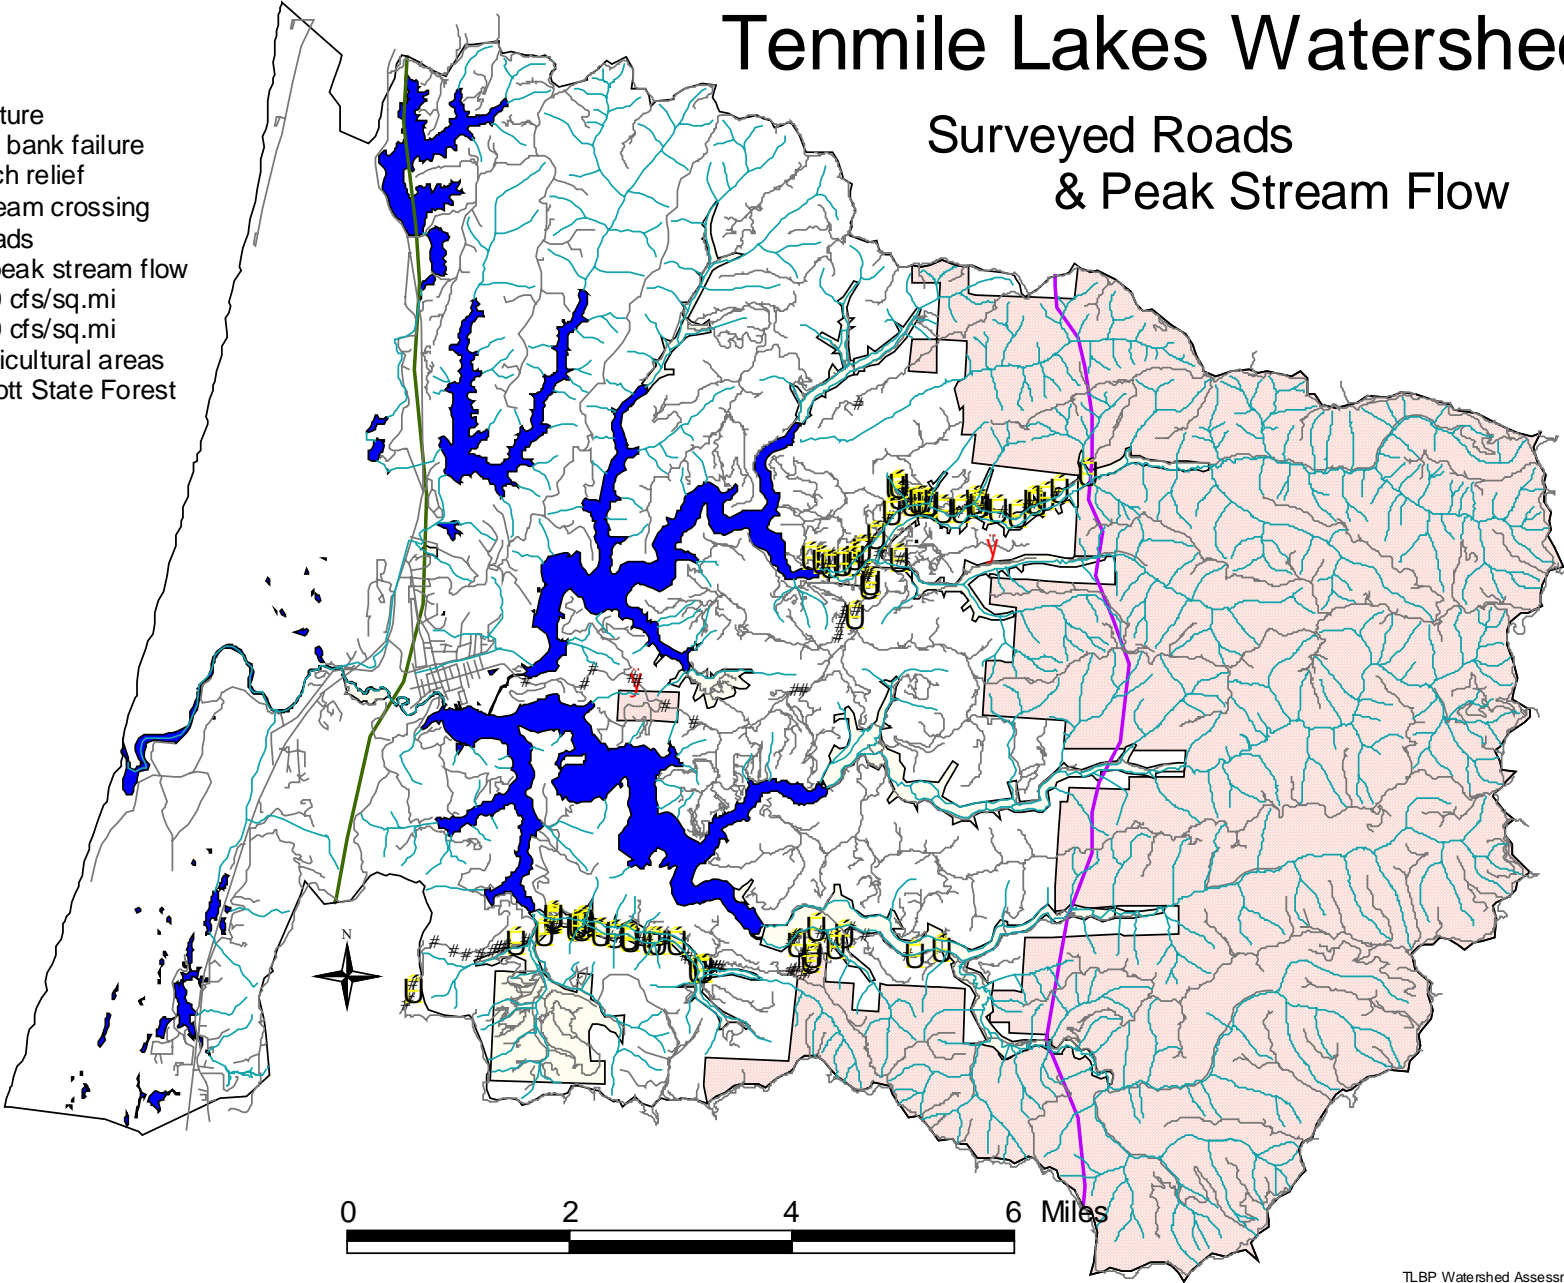 Tenmile Lakes Watershe
Surveyed Roads
& Peak Stream Flow
ture
bank failure
ch relief
eam crossing
ads
peak stream flow
cfs/sq.mi
cfs/sq.mi
icultural areas
ott State Forest
N
0 2 4 6 Miles
TLBP Watershed Assess